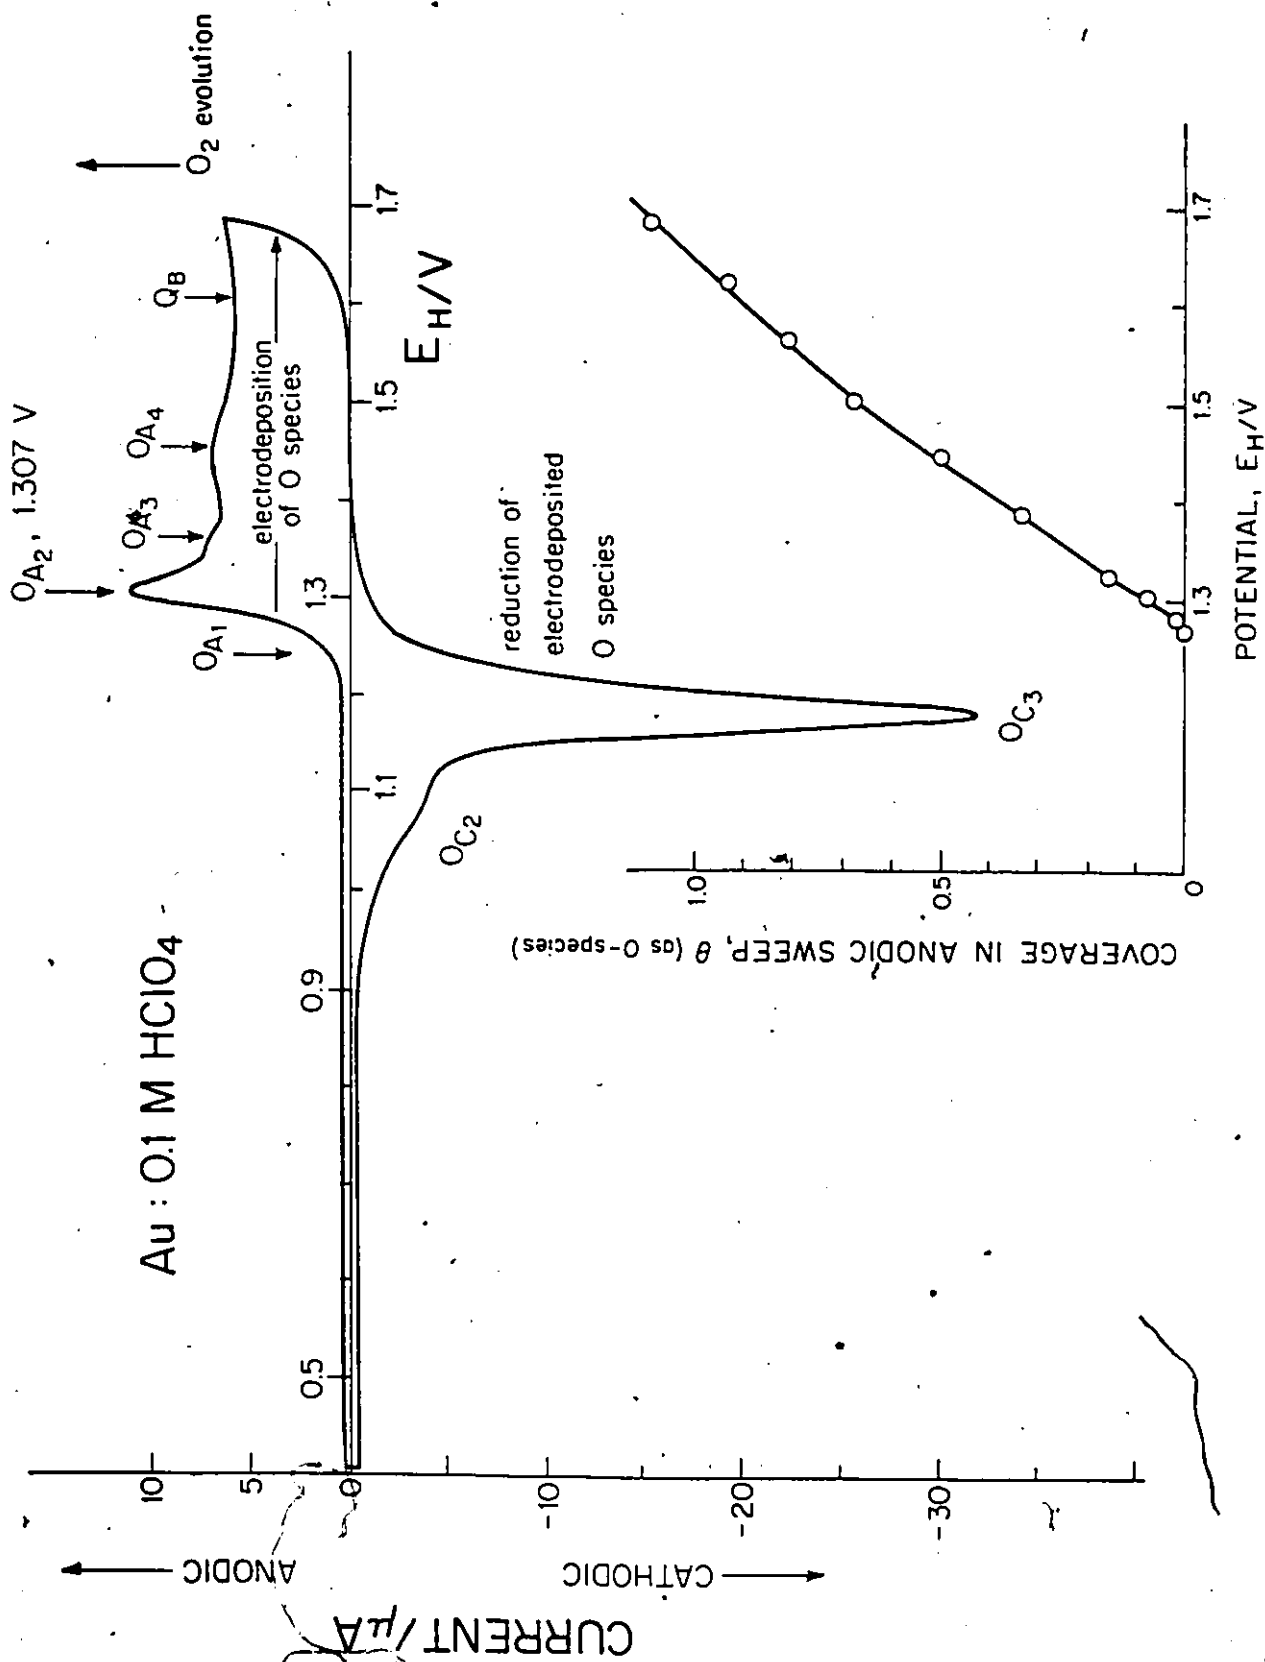 Au : 0.1 M HClO4
OA2, 1.307 V
OA1
OA3
OA4
QB
O2 evolution
electrodeposition
of O species
CURRENT/μA
ANODIC
CATHODIC
10
5
0
-10
-20
-30
0.5
0.9
1.1
1.3
1.5
1.7
EH/V
reduction of
electrodeposited
O species
OC2
OC3
COVERAGE IN ANODIC SWEEP, θ (as O-species)
1.0
0.5
0
1.3
1.5
1.7
POTENTIAL, EH/V